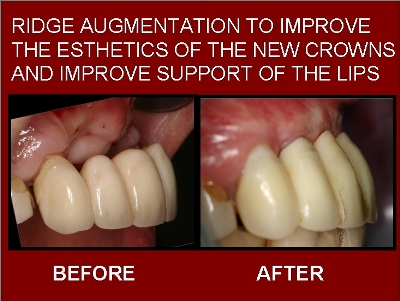 RIDGE AUGMENTATION TO IMPROVE
THE ESTHETICS OF THE NEW CROWNS
AND IMPROVE SUPPORT OF THE LIPS
BEFORE
AFTER